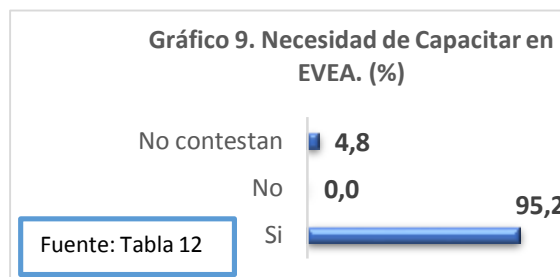 Gráfico 9. Necesidad de Capacitar en
EVEA. (%)
No contestan 4,8
No 0,0
95,2
Si
Fuente: Tabla 12